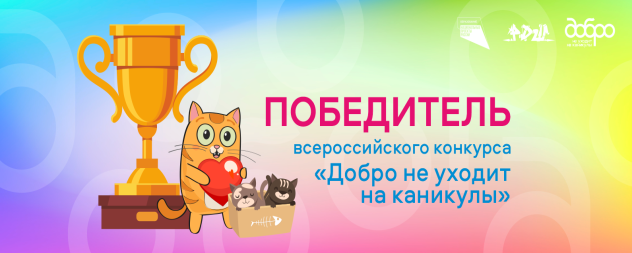 добро
ПОБЕДИТЕЛЬ
всероссийского конкурса
«Добро не уходит
на каникулы»